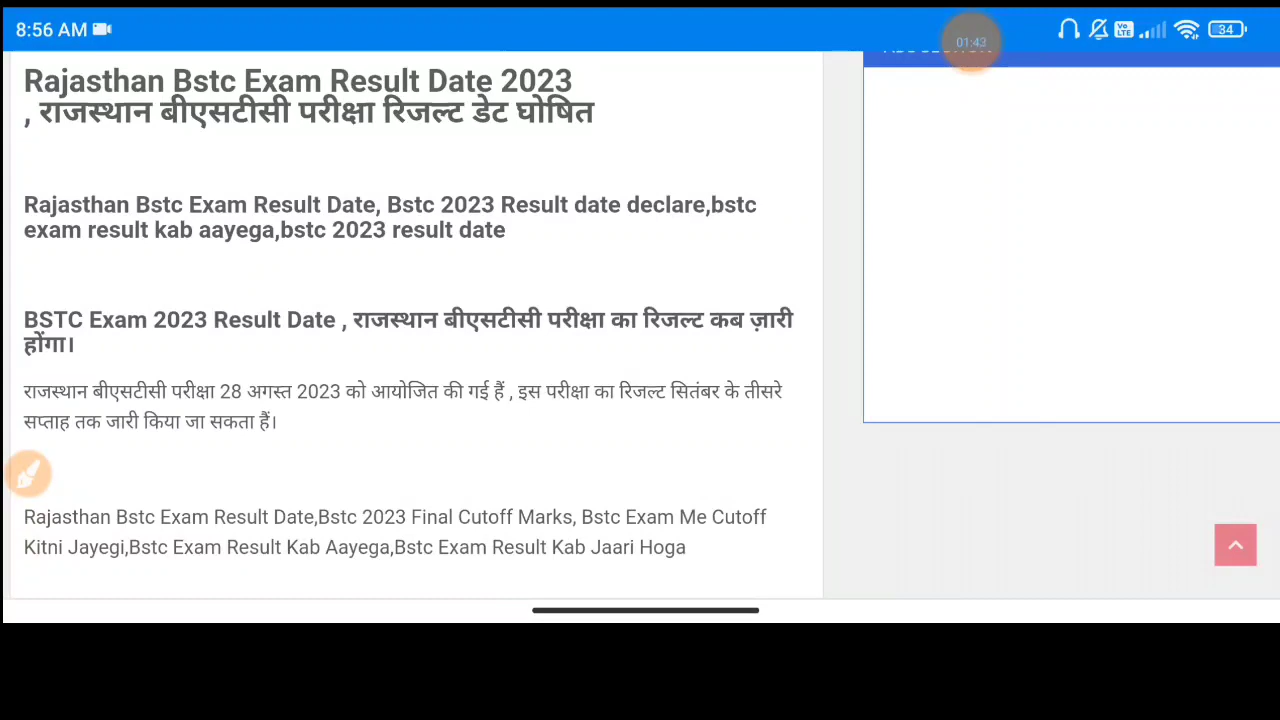 8:56 AM
01:43
VoLTE
34
Rajasthan Bstc Exam Result Date 2023
, राजस्थान बीएसटीसी परीक्षा रिजल्ट डेट घोषित
Rajasthan Bstc Exam Result Date, Bstc 2023 Result date declare,bstc
exam result kab aayega,bstc 2023 result date
BSTC Exam 2023 Result Date , राजस्थान बीएसटीसी परीक्षा का रिजल्ट कब ज़ारी
होंगा।
राजस्थान बीएसटीसी परीक्षा 28 अगस्त 2023 को आयोजित की गई हैं , इस परीक्षा का रिजल्ट सितंबर के तीसरे
सप्ताह तक जारी किया जा सकता हैं।
Rajasthan Bstc Exam Result Date,Bstc 2023 Final Cutoff Marks, Bstc Exam Me Cutoff
Kitni Jayegi,Bstc Exam Result Kab Aayega,Bstc Exam Result Kab Jaari Hoga